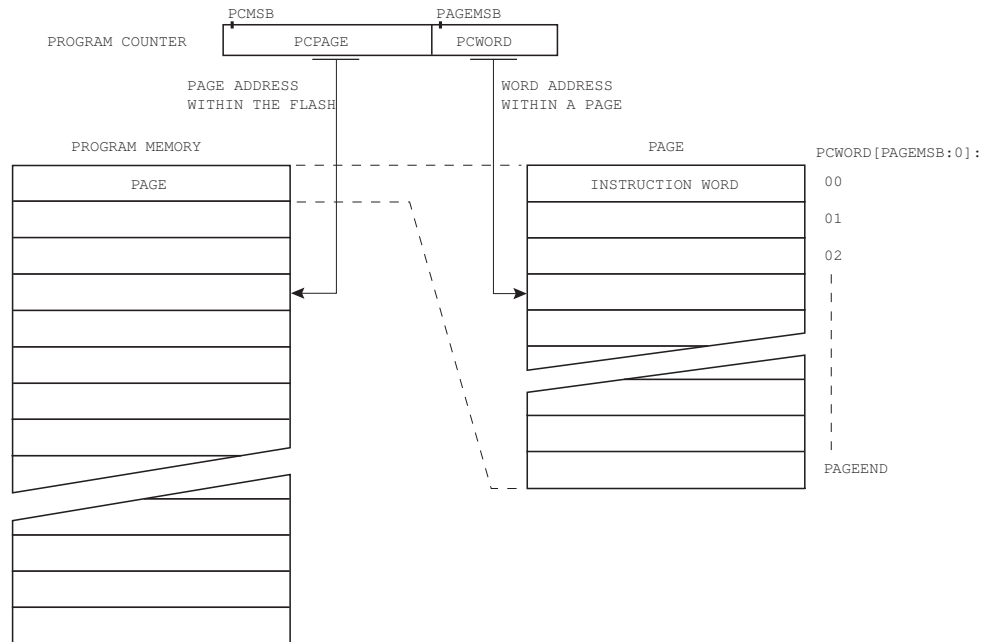 PCMSB
PAGEMSB
PROGRAM COUNTER
PCPAGE
PCWORD
PAGE ADDRESS
WITHIN THE FLASH
WORD ADDRESS
WITHIN A PAGE
PROGRAM MEMORY
PAGE
PCWORD[PAGEMSB:0]:
PAGE
INSTRUCTION WORD
00
01
02
PAGEEND